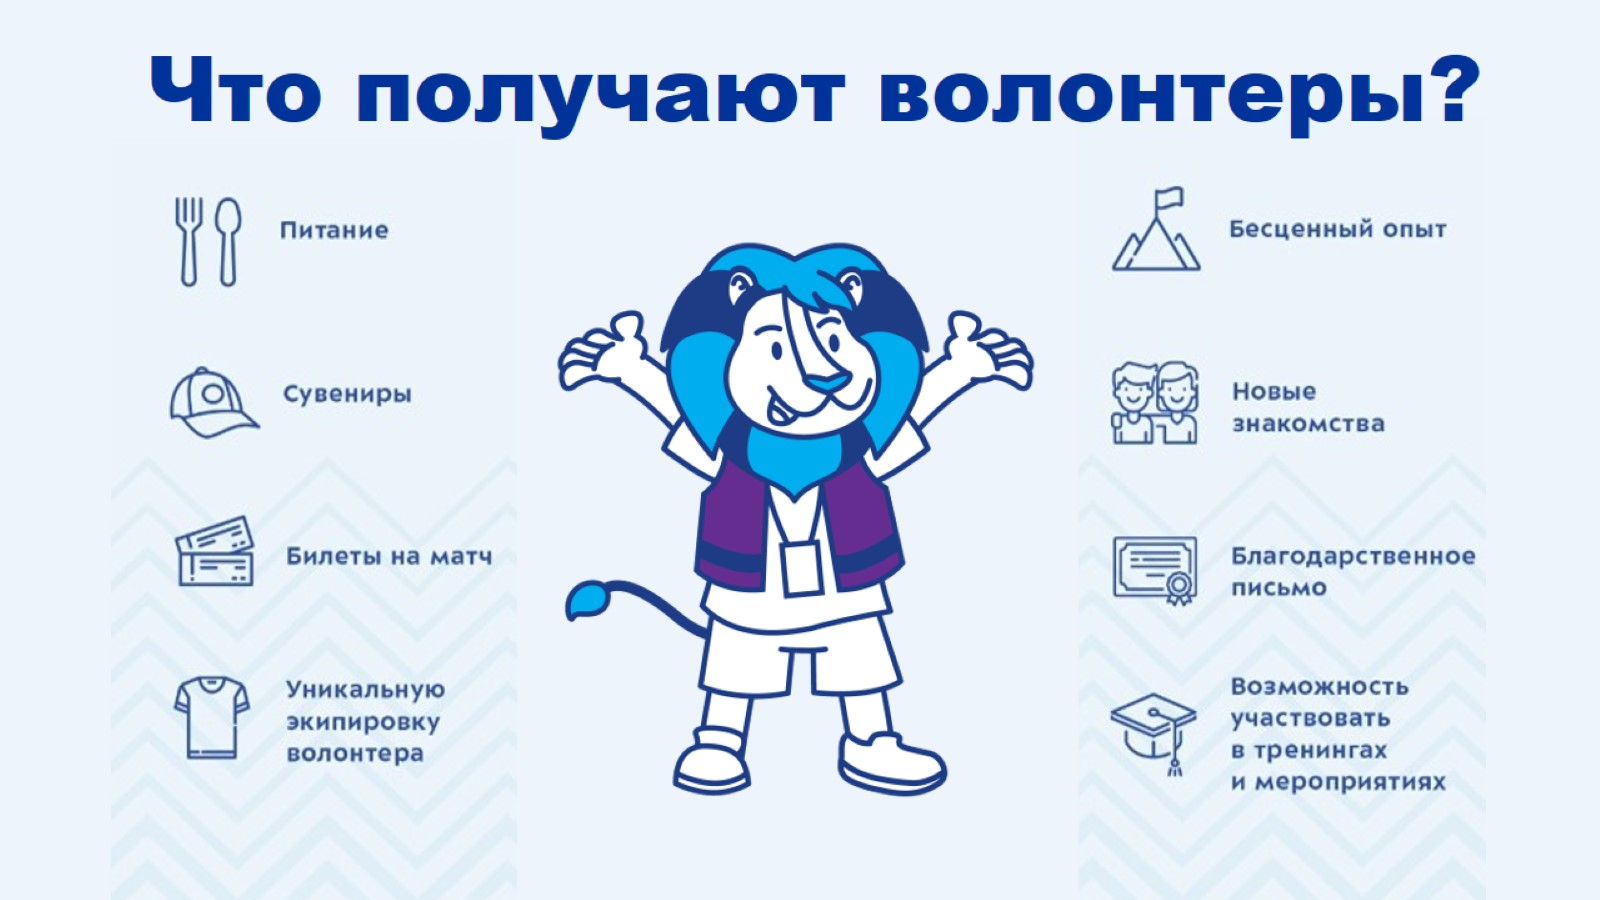 Что получают волонтеры?
Питание
Сувениры
Билеты на матч
Уникальную
экипировку
волонтера
Бесценный опыт
Новые
знакомства
Благодарственное
письмо
Возможность
участвовать
в тренингах
и мероприятиях